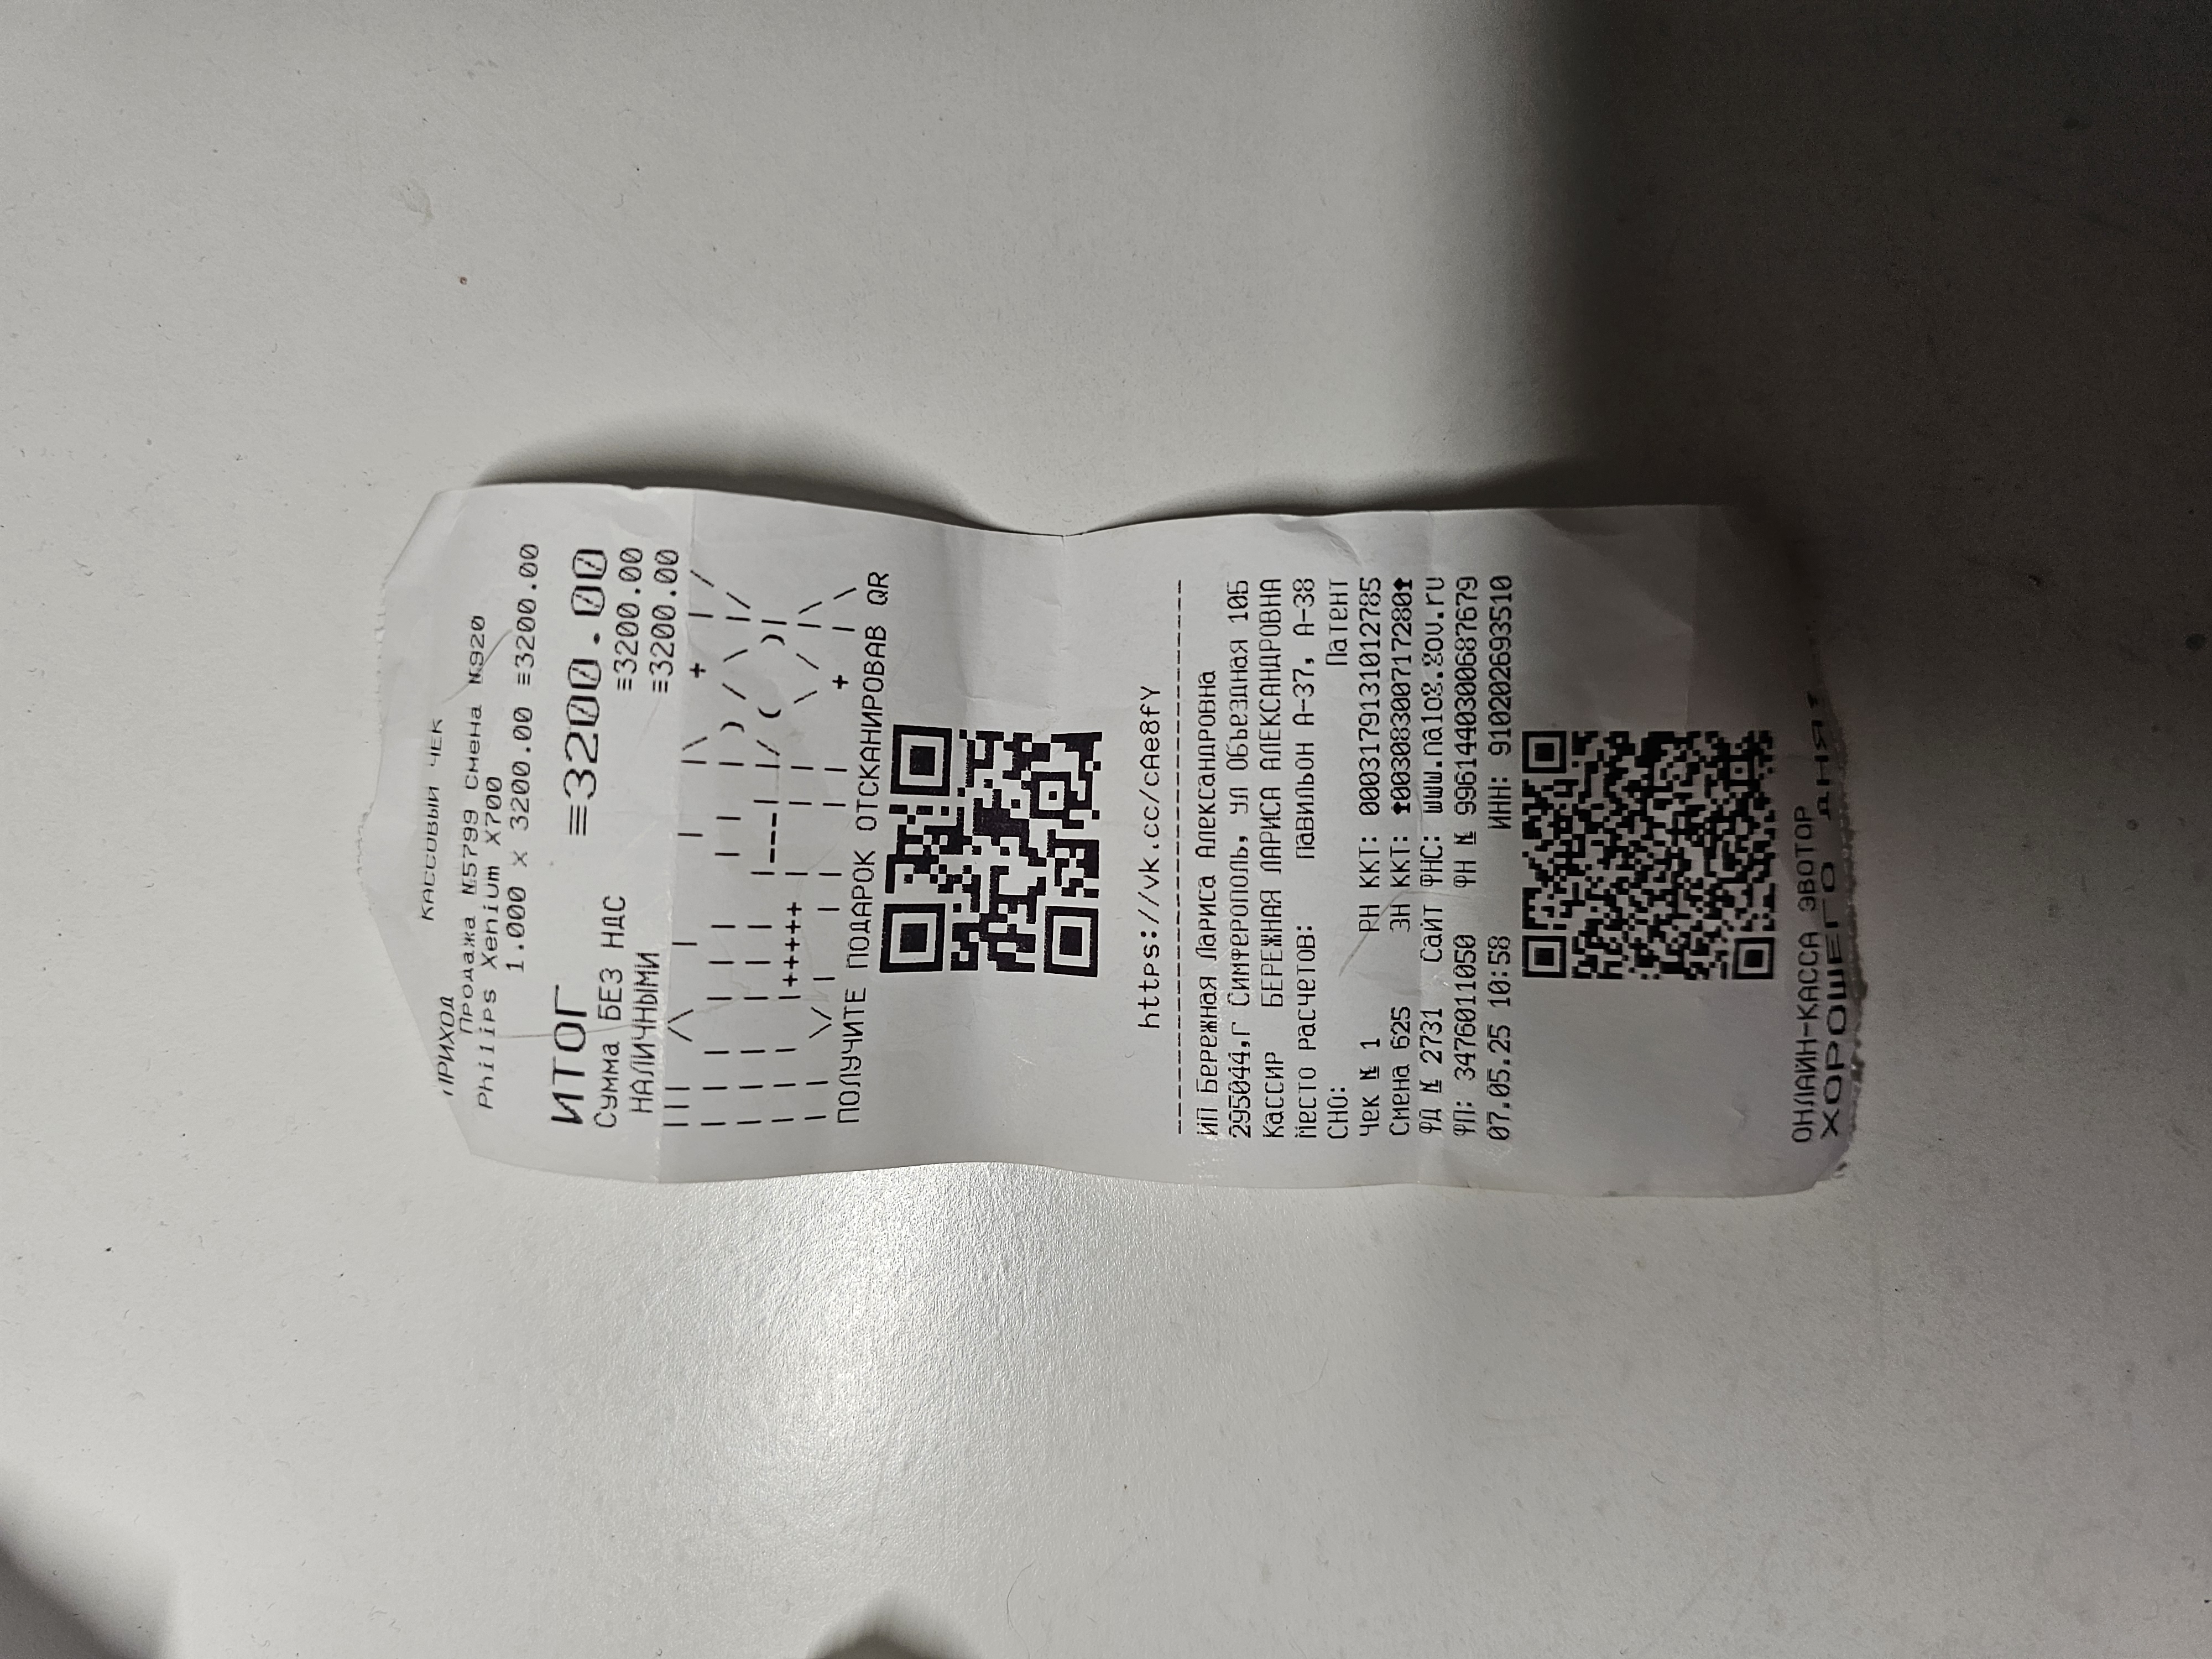 КАССОВЫЙ ЧЕК
ПРИХОД
Продажа №5799 Смена №920
Philips Xenium X700
1.000 x 3200.00 ≡3200.00
ИТОГ ≡3200.00
Сумма БЕЗ НДС ≡3200.00
НАЛИЧНЫМИ ≡3200.00
ПОЛУЧИТЕ ПОДАРОК ОТСКАНИРОВАВ QR
https://vk.cc/cAe8fY
ИП Бережная Лариса Александровна
295044,Г Симферополь, ул Объездная 10Б
Кассир БЕРЕЖНАЯ ЛАРИСА АЛЕКСАНДРОВНА
Место расчетов: павильон А-37, А-38
СНО: Патент
Чек № 1 РН ККТ: 0003179131012785
Смена 625 ЗН ККТ: ↑00308300717280↑
ФД № 2731 Сайт ФНС: www.nalog.gov.ru
ФП: 3476011050 ФН № 9961440300687679
07.05.25 10:58 ИНН: 910202693510
ОНЛАЙН-КАССА ЭВОТОР
ХОРОШЕГО ДНЯ!